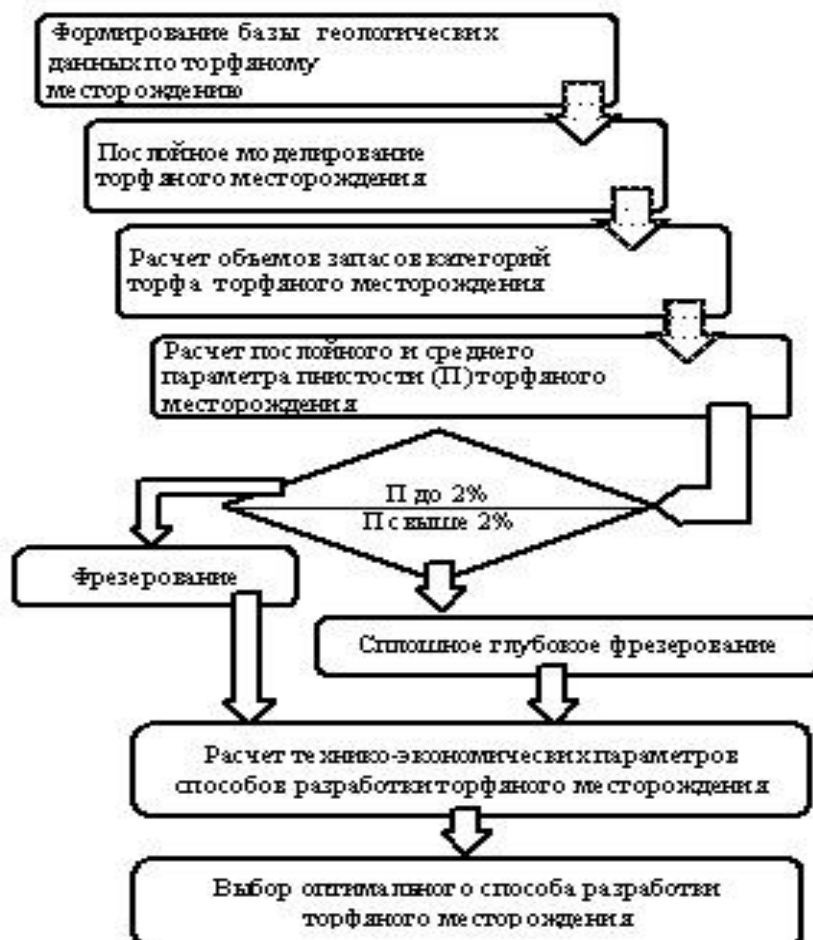 Формирование базы геологических
данных по торфяному
месторождению
Послойное моделирование
торфяного месторождения
Расчет объемов запасов категорий
торфа торфяного месторождения
Расчет послойного и среднего
параметра пнистости (П) торфяного
месторождения
П до 2%
П свыше 2%
Фрезерование
Сплошное глубокое фрезерование
Расчет технико-экономических параметров
способов разработки торфяного месторождения
Выбор оптимального способа разработки
торфяного месторождения